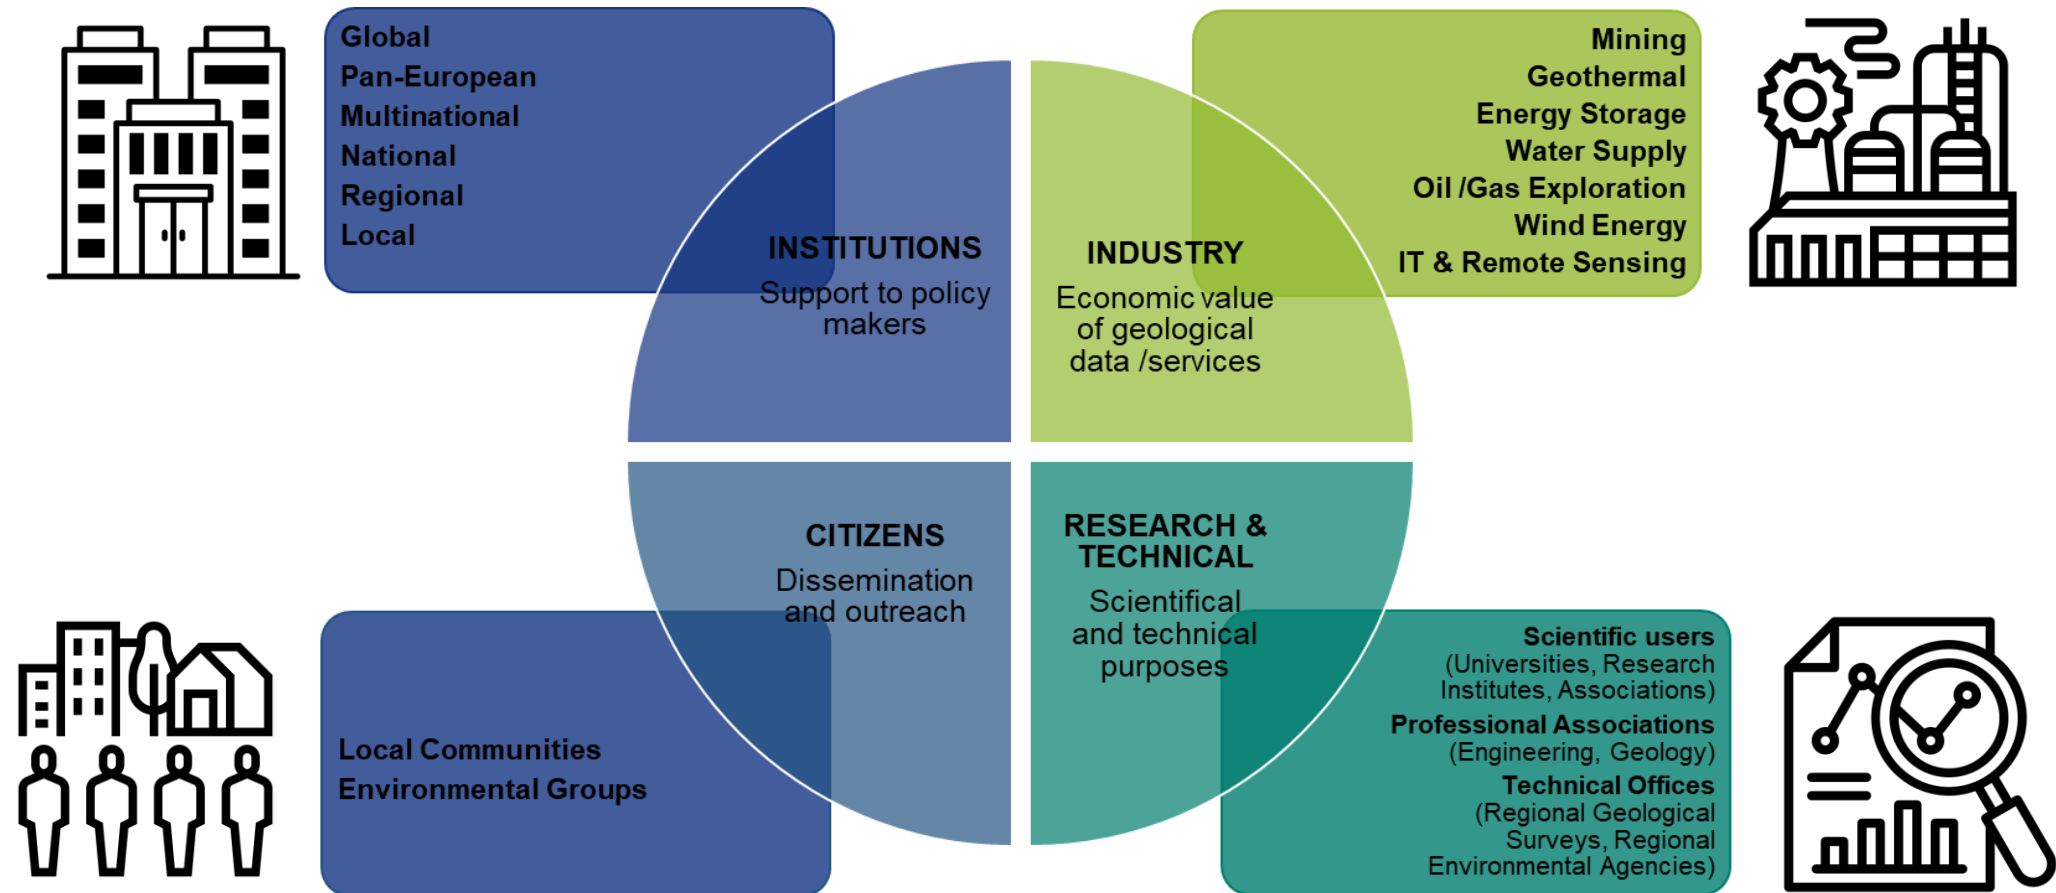 Global
Pan-European
Multinational
National
Regional
Local
INSTITUTIONS
Support to policy
makers
Mining
Geothermal
Energy Storage
Water Supply
Oil /Gas Exploration
Wind Energy
IT & Remote Sensing
INDUSTRY
Economic value
of geological
data /services
CITIZENS
Dissemination
and outreach
Local Communities
Environmental Groups
RESEARCH &
TECHNICAL
Scientifical
and technical
purposes
Scientific users
(Universities, Research
Institutes, Associations)
Professional Associations
(Engineering, Geology)
Technical Offices
(Regional Geological
Surveys, Regional
Environmental Agencies)